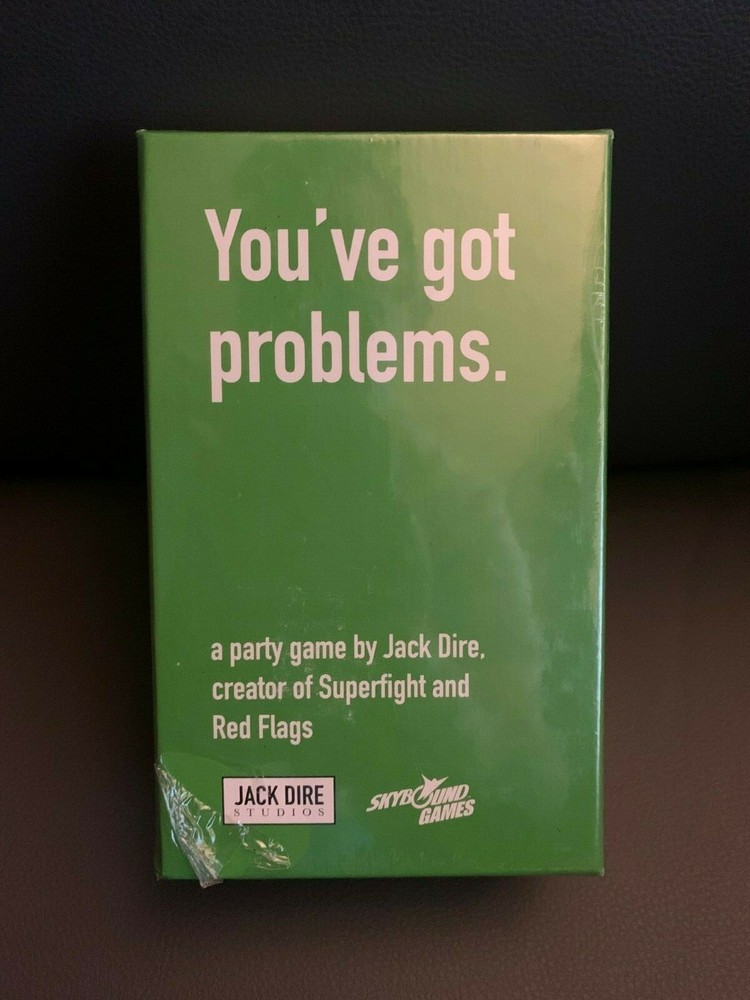 You've got
problems.
a party game by Jack Dire,
creator of Superfight and
Red Flags
JACK DIRE
STUDIOS
SKYBOUND
GAMES